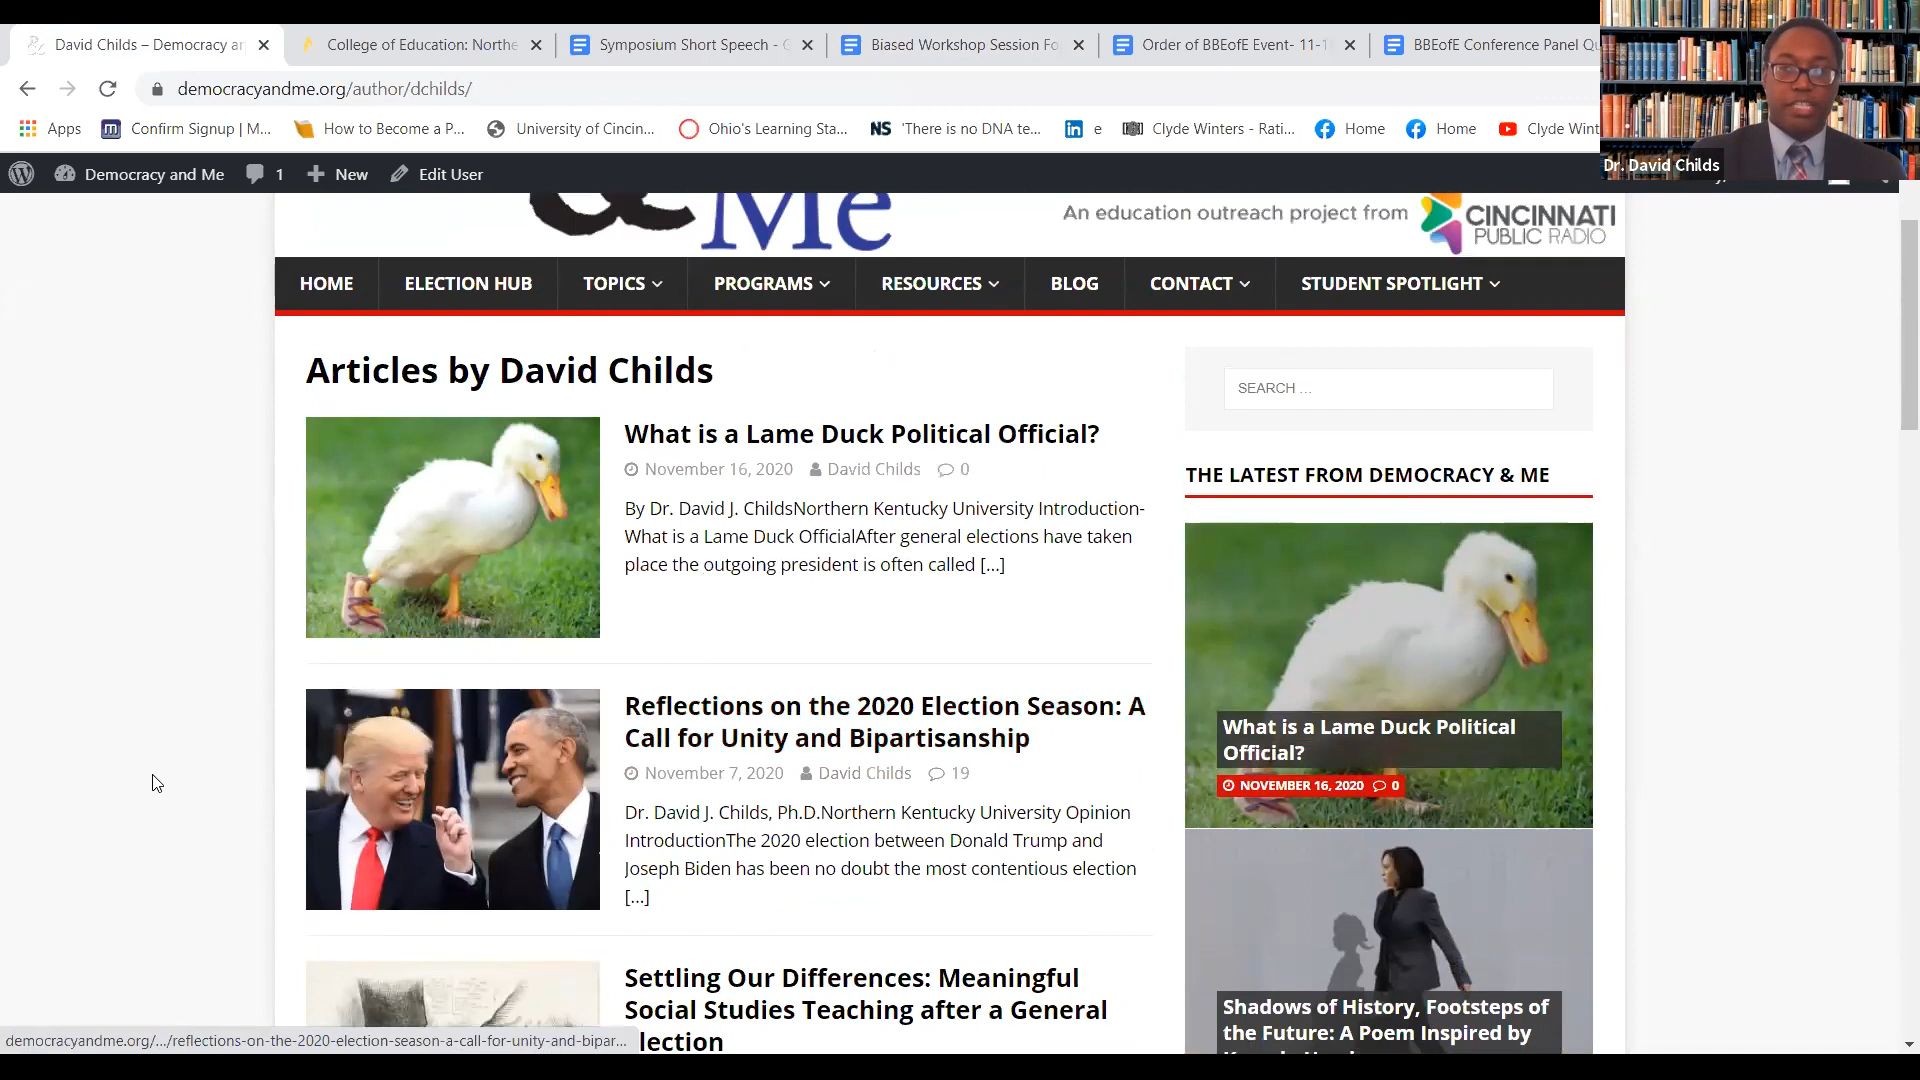 David Childs – Democracy an
College of Education: Northe
Symposium Short Speech - G
Biased Workshop Session Fo
Order of BBEofE Event- 11-1
BBEofE Conference Panel Qu
democracyandme.org/author/dchilds/
Apps
Confirm Signup | M...
How to Become a P...
University of Cincin...
Ohio's Learning Sta...
NS 'There is no DNA te...
in e
Clyde Winters - Rati...
Home
Home
Clyde Wint
Dr. David Childs
Democracy and Me
1
New
Edit User
& Me
An education outreach project from
CINCINNATI
PUBLIC RADIO
HOME
ELECTION HUB
TOPICS
PROGRAMS
RESOURCES
BLOG
CONTACT
STUDENT SPOTLIGHT
Articles by David Childs
What is a Lame Duck Political Official?
November 16, 2020 David Childs 0
By Dr. David J. ChildsNorthern Kentucky University Introduction-
What is a Lame Duck OfficialAfter general elections have taken
place the outgoing president is often called [...]
Reflections on the 2020 Election Season: A
Call for Unity and Bipartisanship
November 7, 2020 David Childs 19
Dr. David J. Childs, Ph.D.Northern Kentucky University Opinion
IntroductionThe 2020 election between Donald Trump and
Joseph Biden has been no doubt the most contentious election
[...]
Settling Our Differences: Meaningful
Social Studies Teaching after a General
lection
SEARCH ...
THE LATEST FROM DEMOCRACY & ME
What is a Lame Duck Political
Official?
NOVEMBER 16, 2020 0
Shadows of History, Footsteps of
the Future: A Poem Inspired by
democracyandme.org/.../reflections-on-the-2020-election-season-a-call-for-unity-and-bipar...